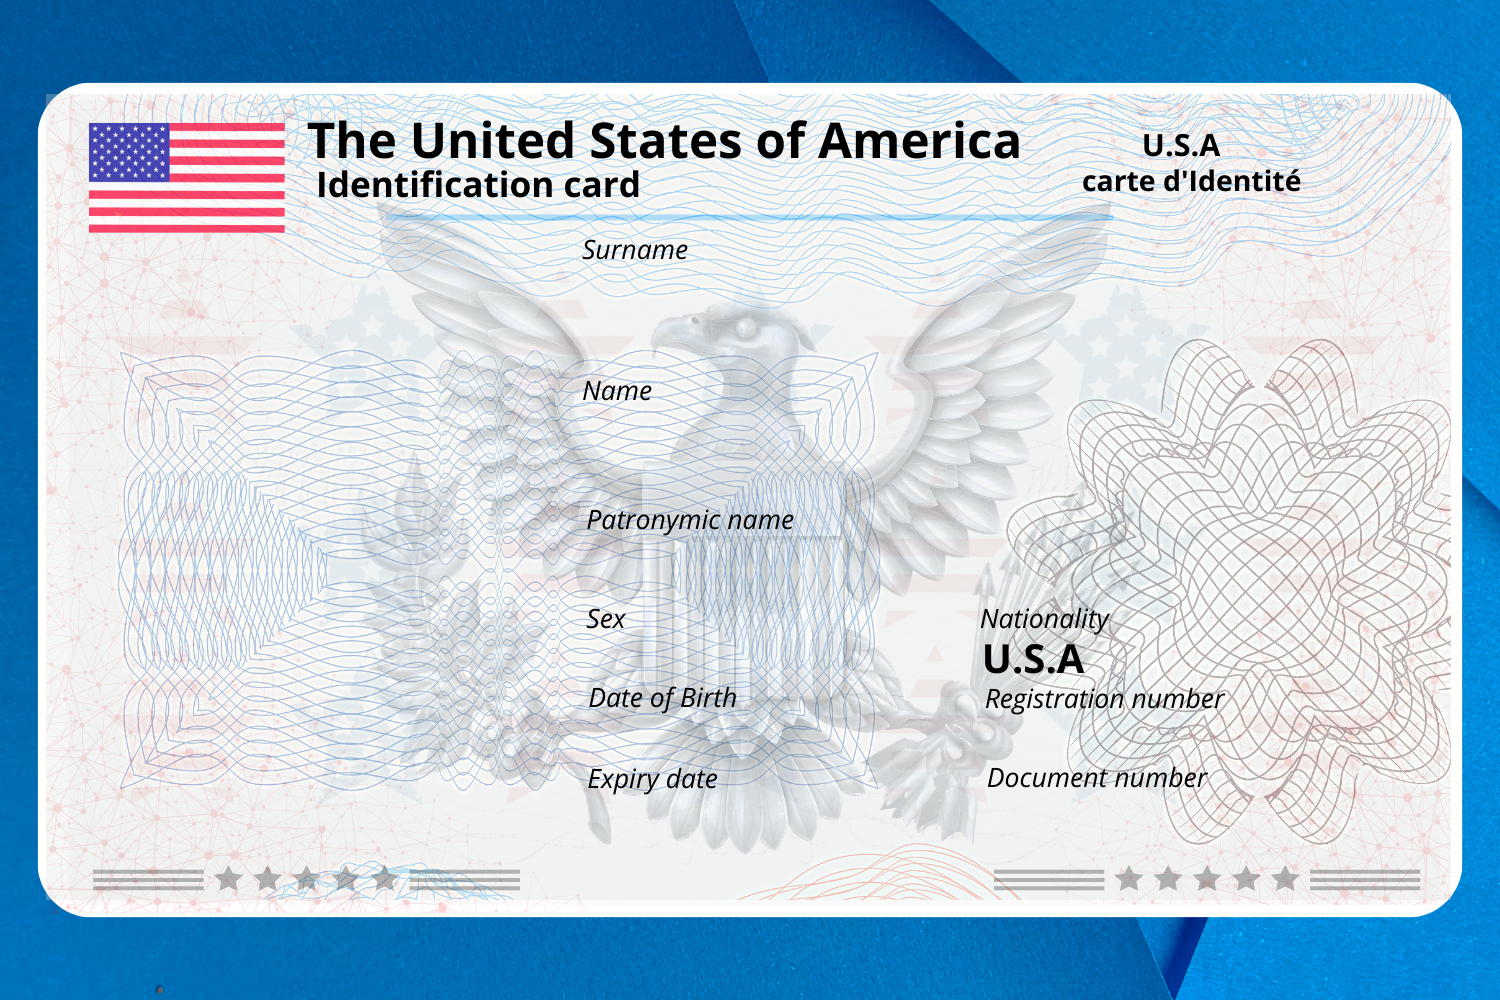 The United States of America
Identification card
U.S.A
carte d'Identité
Surname
Name
Patronymic name
Sex
Nationality
U.S.A
Date of Birth
Registration number
Expiry date
Document number